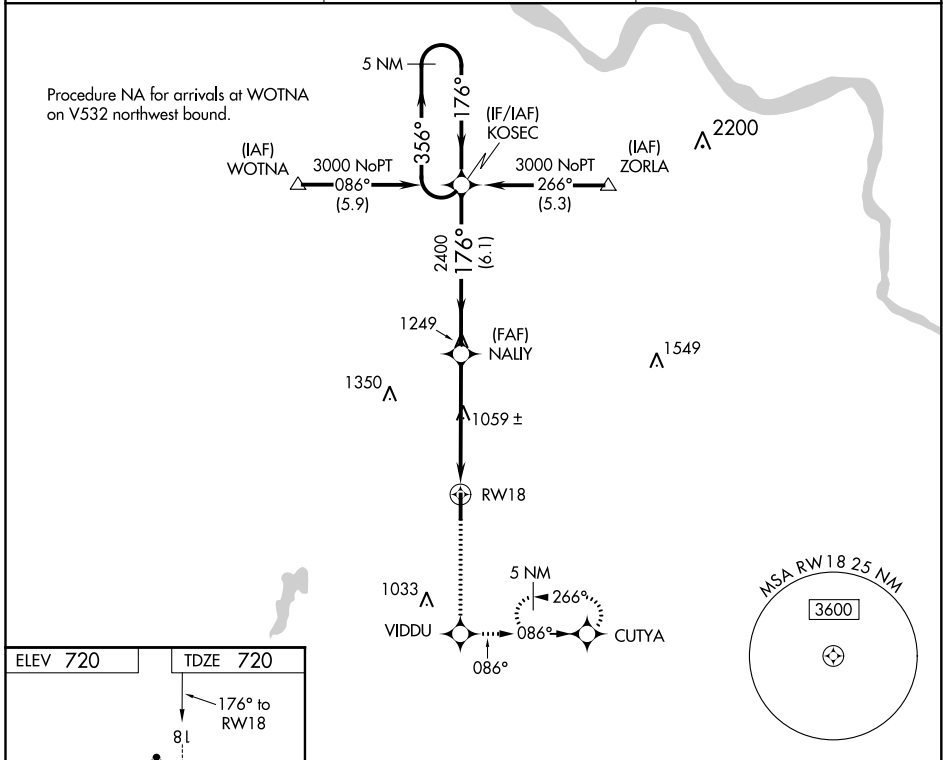 5 NM
Procedure NA for arrivals at WOTNA
on V532 northwest bound.
356°
176°
(IF/IAF)
KOSEC
2200
(IAF)
WOTNA
3000 NoPT
086°
(5.9)
3000 NoPT
266°
(5.3)
(IAF)
ZORLA
2400
176°
(6.1)
1249
(FAF)
NALIY
1549
1350
1059 ±
RW18
1033
VIDDU
5 NM
266°
086°
CUTYA
086°
MSA RW18 25 NM
3600
ELEV 720
TDZE 720
176° to
RW18
18